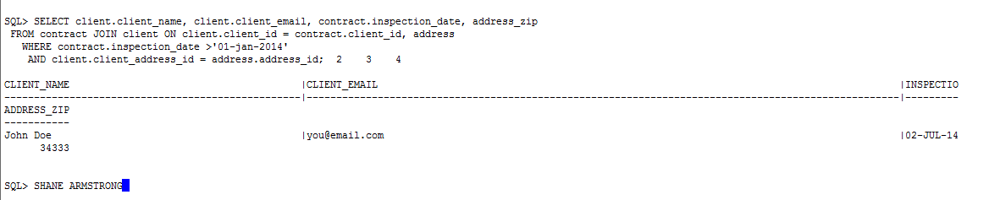 SQL> SELECT client.client_name, client.client_email, contract.inspection_date, address_zip
FROM contract JOIN client ON client.client_id = contract.client_id, address
WHERE contract.inspection_date >'01-jan-2014'
AND client.client_address_id = address.address_id;  2    3    4
CLIENT_NAME |CLIENT_EMAIL |INSPECTIO
--------------------------------------------------|----------------------------------------------------------------------------------------------------|---------
ADDRESS_ZIP
-----------
John Doe |you@email.com |02-JUL-14
34333
SQL> SHANE ARMSTRONG